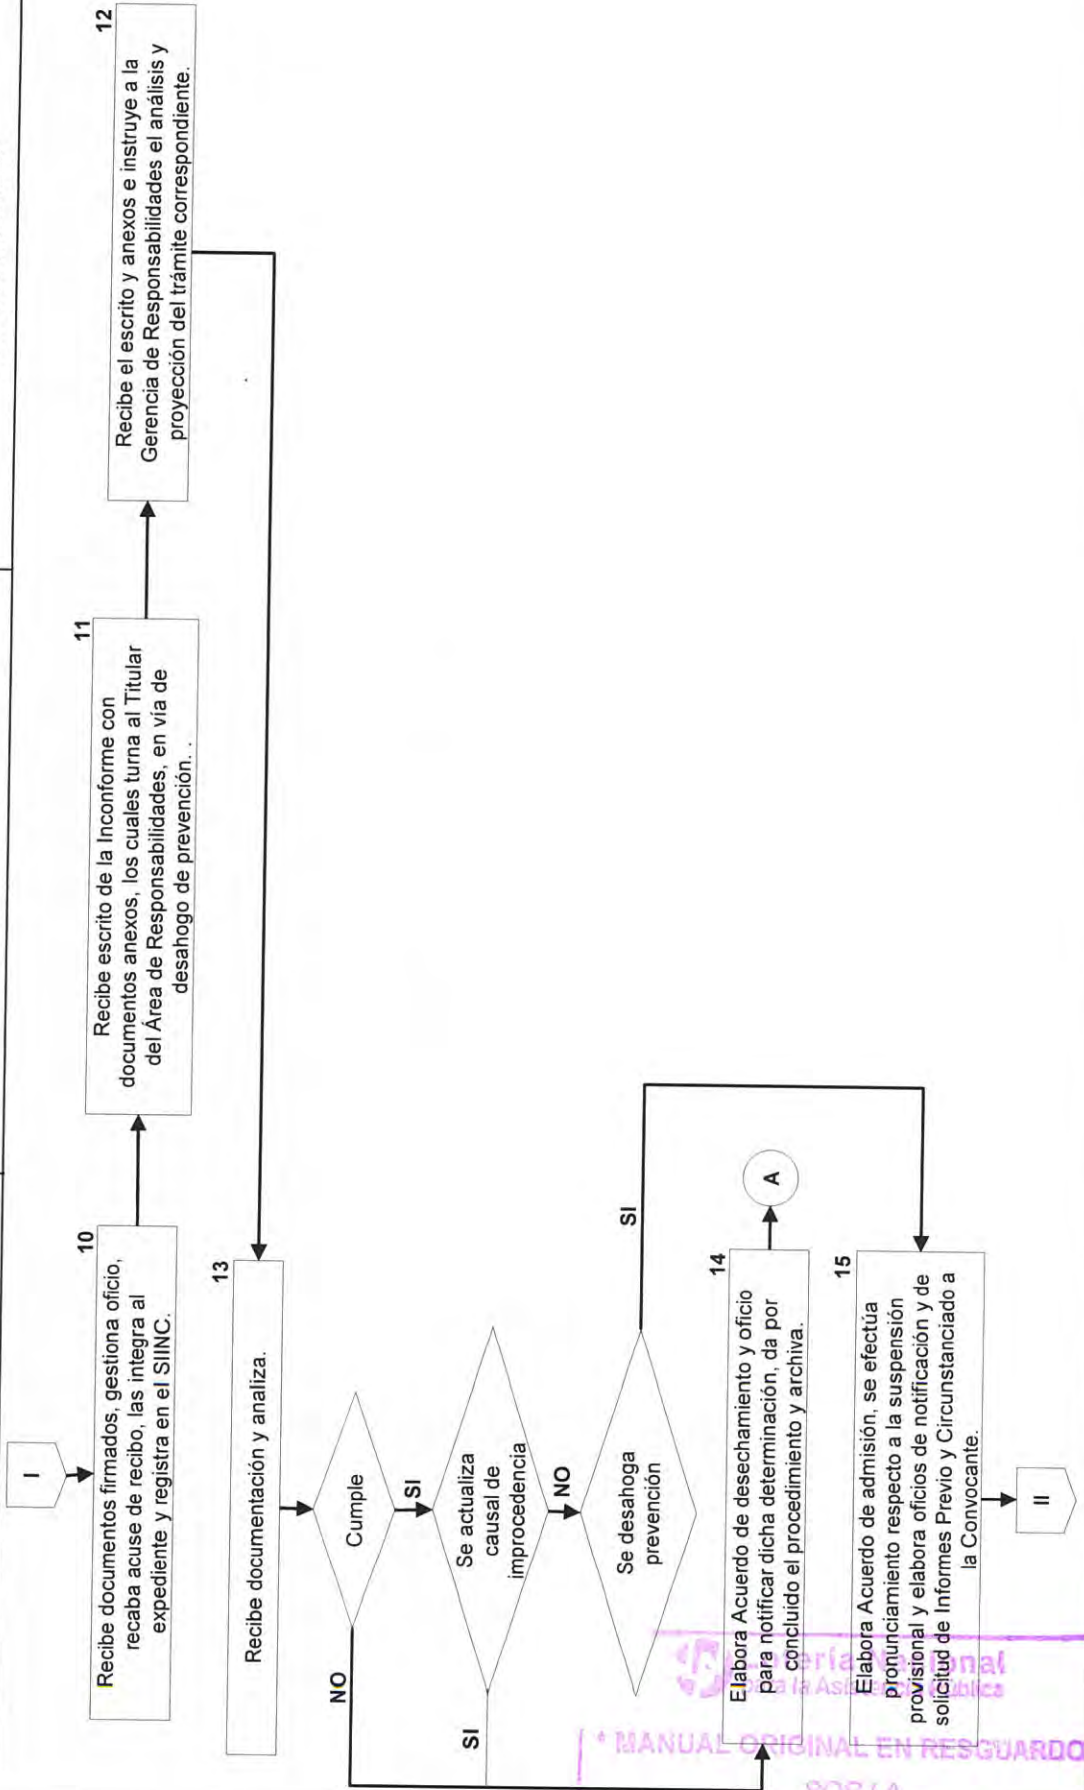 I
10
Recibe documentos firmados, gestiona oficio,
recaba acuse de recibo, las integra al
expediente y registra en el SIINC.
11
Recibe escrito de la Inconforme con
documentos anexos, los cuales turna al Titular
del Área de Responsabilidades, en vía de
desahogo de prevención. .
12
Recibe el escrito y anexos e instruye a la
Gerencia de Responsabilidades el análisis y
proyección del trámite correspondiente.
13
Recibe documentación y analiza.
Cumple
NO
SI
Se actualiza
causal de
improcedencia
SI
NO
Se desahoga
prevención
SI
14
Elabora Acuerdo de desechamiento y oficio
para notificar dicha determinación, da por
concluido el procedimiento y archiva.
A
15
Elabora Acuerdo de admisión, se efectúa
pronunciamiento respecto a la suspensión
provisional y elabora oficios de notificación y de
solicitud de Informes Previo y Circunstanciado a
la Convocante.
II
Lotería Nacional
para la Asistencia Pública
* MANUAL ORIGINAL EN RESGUARDO